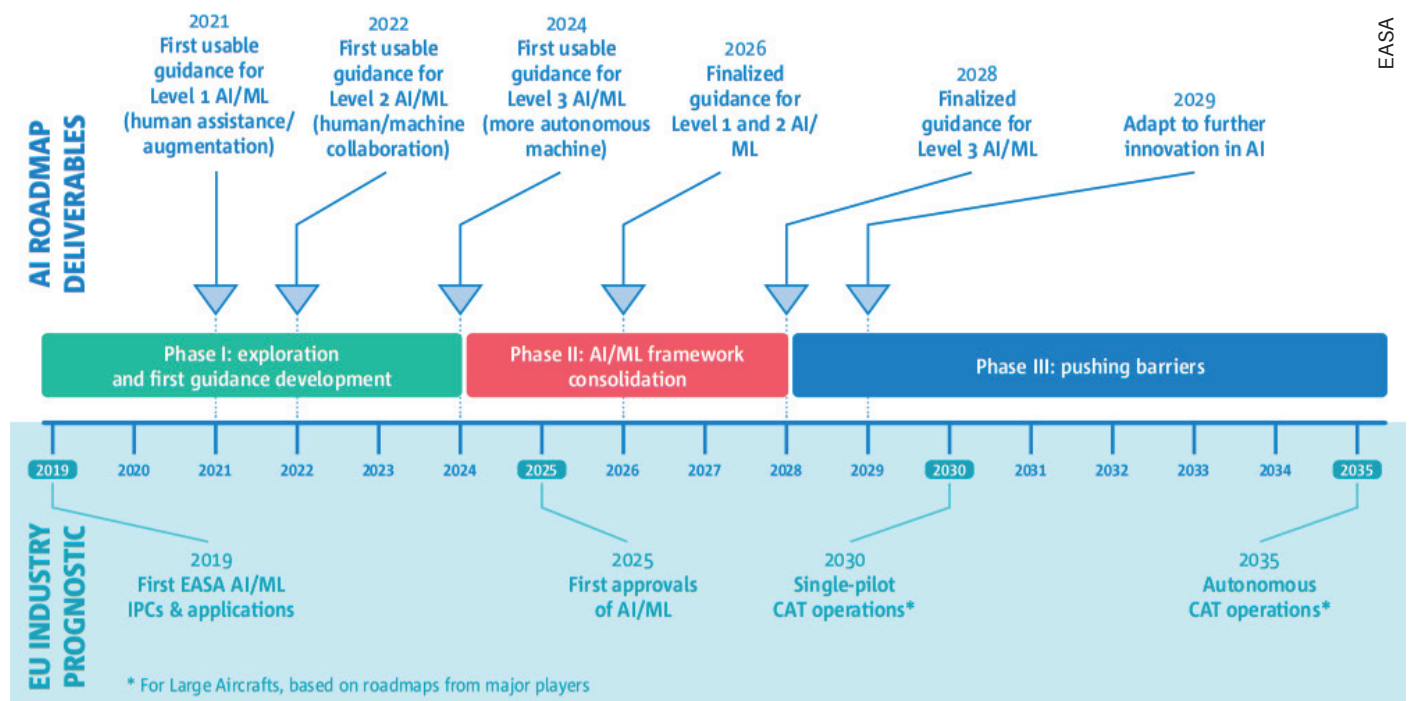 EASA
AI ROADMAP
DELIVERABLES
2021
First usable
guidance for
Level 1 AI/ML
(human assistance/
augmentation)
2022
First usable
guidance for
Level 2 AI/ML
(human/machine
collaboration)
2024
First usable
guidance for
Level 3 AI/ML
(more autonomous
machine)
2026
Finalized
guidance for
Level 1 and 2 AI/
ML
2028
Finalized
guidance for
Level 3 AI/ML
2029
Adapt to further
innovation in AI
Phase I: exploration
and first guidance development
Phase II: AI/ML framework
consolidation
Phase III: pushing barriers
2019 2020 2021 2022 2023 2024 2025 2026 2027 2028 2029 2030 2031 2032 2033 2034 2035
EU INDUSTRY
PROGNOSTIC
2019
First EASA AI/ML
IPCs & applications
2025
First approvals
of AI/ML
2030
Single-pilot
CAT operations*
2035
Autonomous
CAT operations*
* For Large Aircrafts, based on roadmaps from major players